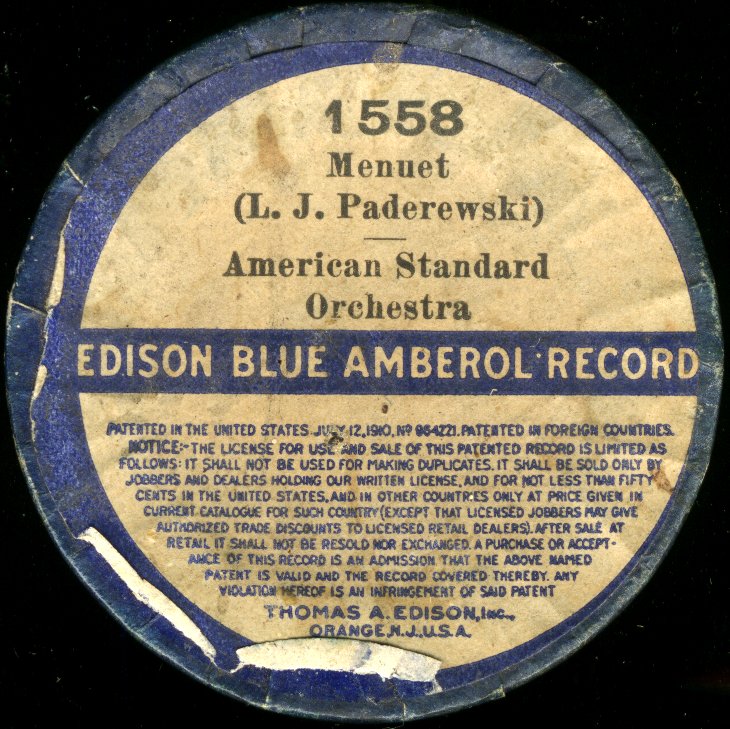 1558
Menuet
(L. J. Paderewski)
American Standard
Orchestra
EDISON BLUE AMBEROL RECORD
PATENTED IN THE UNITED STATES JULY 12, 1910, Nº 964221. PATENTED IN FOREIGN COUNTRIES.
NOTICE:-THE LICENSE FOR USE AND SALE OF THIS PATENTED RECORD IS LIMITED AS
FOLLOWS: IT SHALL NOT BE USED FOR MAKING DUPLICATES. IT SHALL BE SOLD ONLY BY
JOBBERS AND DEALERS HOLDING OUR WRITTEN LICENSE, AND FOR NOT LESS THAN FIFTY
CENTS IN THE UNITED STATES, AND IN OTHER COUNTRIES ONLY AT PRICE GIVEN IN
CURRENT CATALOGUE FOR SUCH COUNTRY (EXCEPT THAT LICENSED JOBBERS MAY GIVE
AUTHORIZED TRADE DISCOUNTS TO LICENSED RETAIL DEALERS). AFTER SALE AT
RETAIL IT SHALL NOT BE RESOLD NOR EXCHANGED. A PURCHASE OR ACCEPT-
ANCE OF THIS RECORD IS AN ADMISSION THAT THE ABOVE NAMED
PATENT IS VALID AND THE RECORD COVERED THEREBY. ANY
VIOLATION HEREOF IS AN INFRINGEMENT OF SAID PATENT
THOMAS A. EDISON, INC.,
ORANGE, N.J., U.S.A.